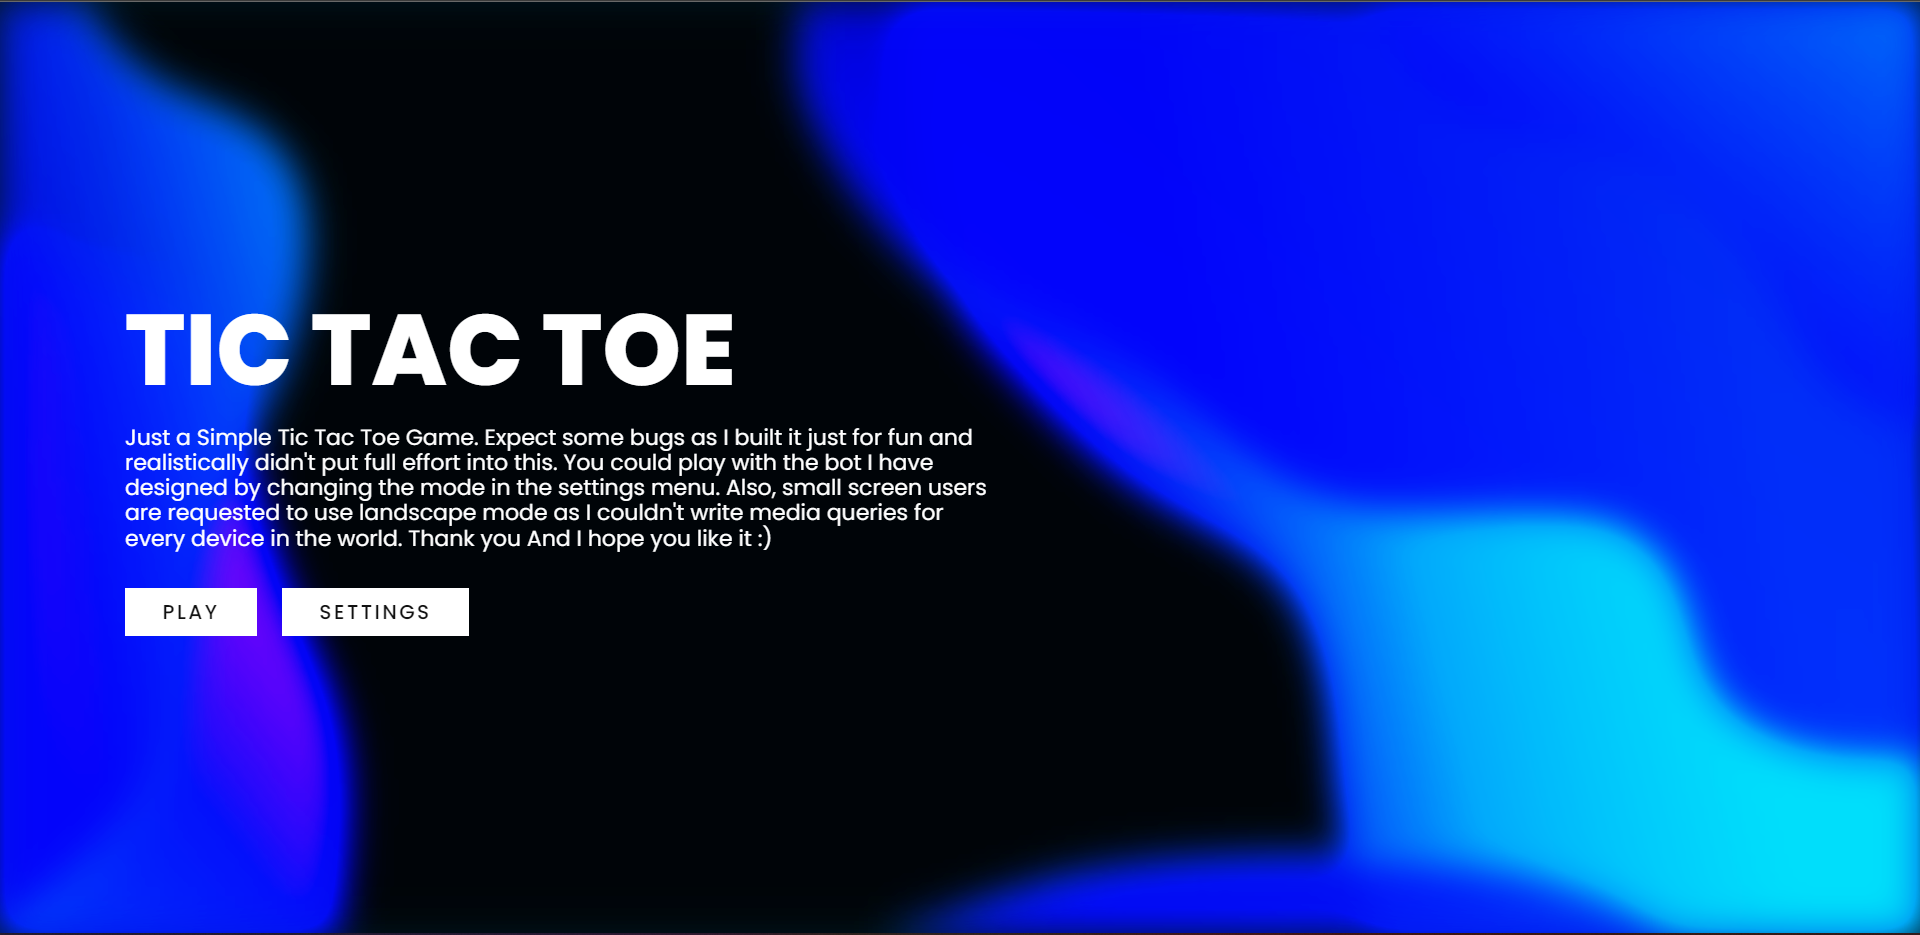 TIC TAC TOE
Just a Simple Tic Tac Toe Game. Expect some bugs as I built it just for fun and
realistically didn't put full effort into this. You could play with the bot I have
designed by changing the mode in the settings menu. Also, small screen users
are requested to use landscape mode as I couldn't write media queries for
every device in the world. Thank you And I hope you like it :)
PLAY SETTINGS